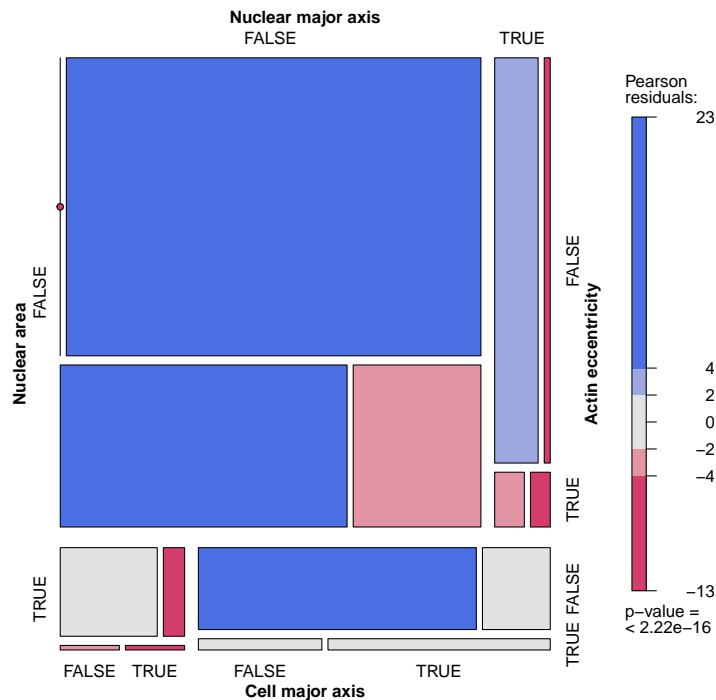 Nuclear major axis
FALSE TRUE
Pearson
residuals:
23
4
2
0
−2
−4
−13
p−value =
< 2.22e−16
Nuclear area
FALSE
TRUE
Actin eccentricity
FALSE
TRUE
FALSE
TRUE
FALSE TRUE FALSE TRUE
Cell major axis